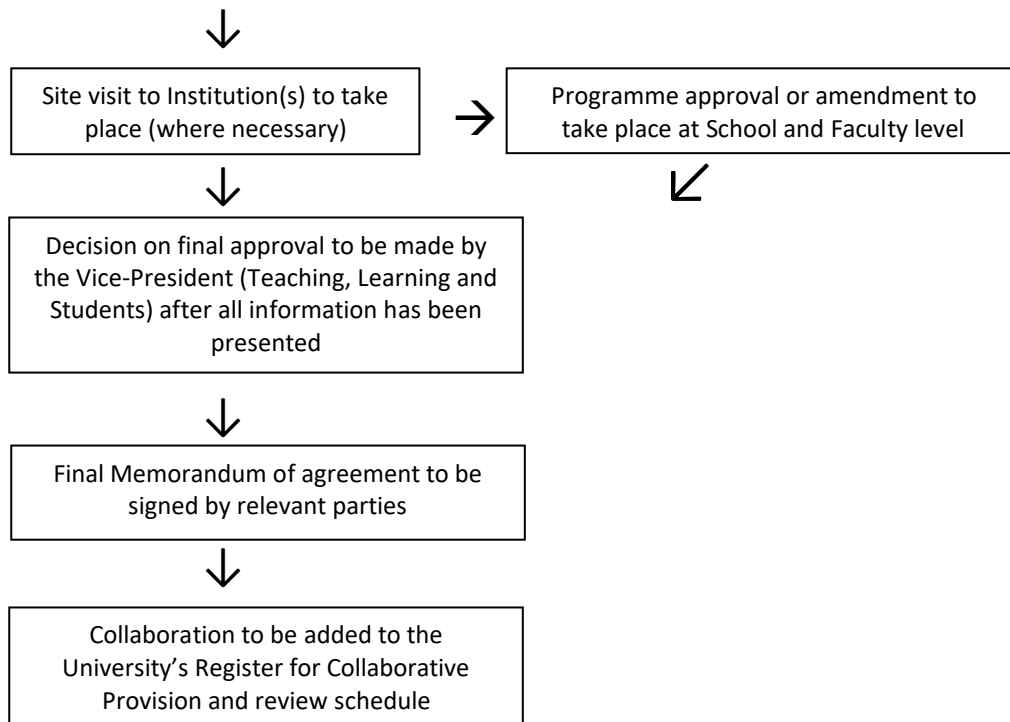 Site visit to Institution(s) to take
place (where necessary)
Programme approval or amendment to
take place at School and Faculty level
Decision on final approval to be made by
the Vice-President (Teaching, Learning and
Students) after all information has been
presented
Final Memorandum of agreement to be
signed by relevant parties
Collaboration to be added to the
University’s Register for Collaborative
Provision and review schedule